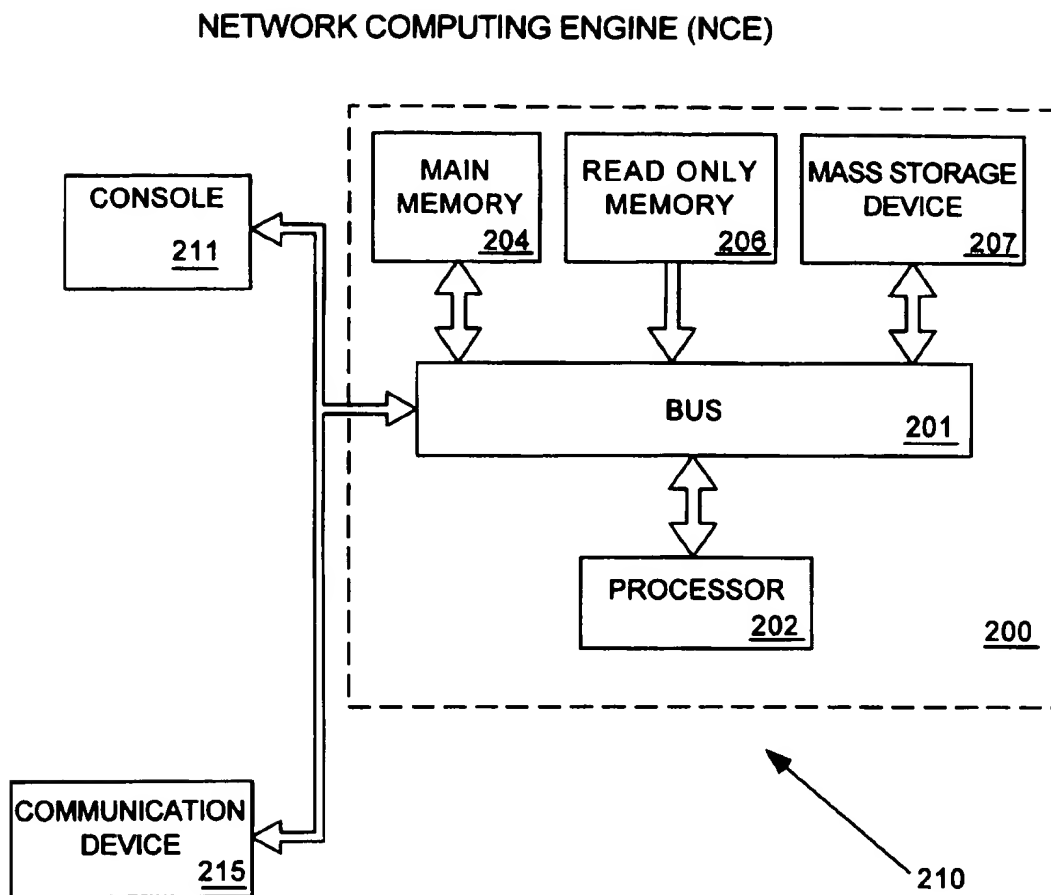 NETWORK COMPUTING ENGINE (NCE)
CONSOLE
211
MAIN
MEMORY
204
READ ONLY
MEMORY
206
MASS STORAGE
DEVICE
207
BUS
201
PROCESSOR
202
200
COMMUNICATION
DEVICE
215
210